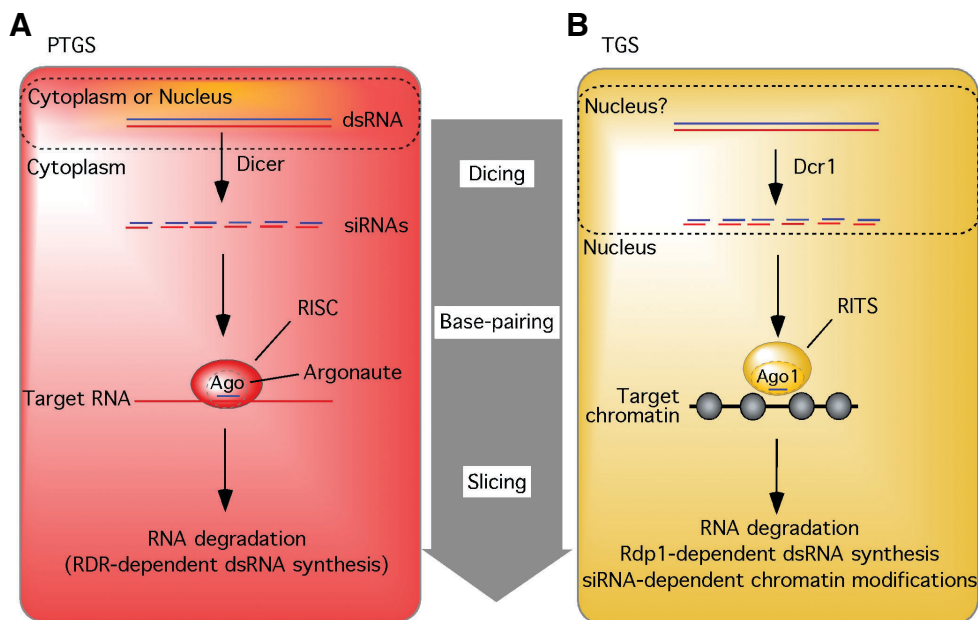 A
PTGS
Cytoplasm or Nucleus
dsRNA
Cytoplasm
Dicer
siRNAs
RISC
Ago
Argonaute
Target RNA
RNA degradation
(RDR-dependent dsRNA synthesis)
Dicing
Base-pairing
Slicing
B
TGS
Nucleus?
Dcr1
Nucleus
RITS
Ago1
Target
chromatin
RNA degradation
Rdp1-dependent dsRNA synthesis
siRNA-dependent chromatin modifications